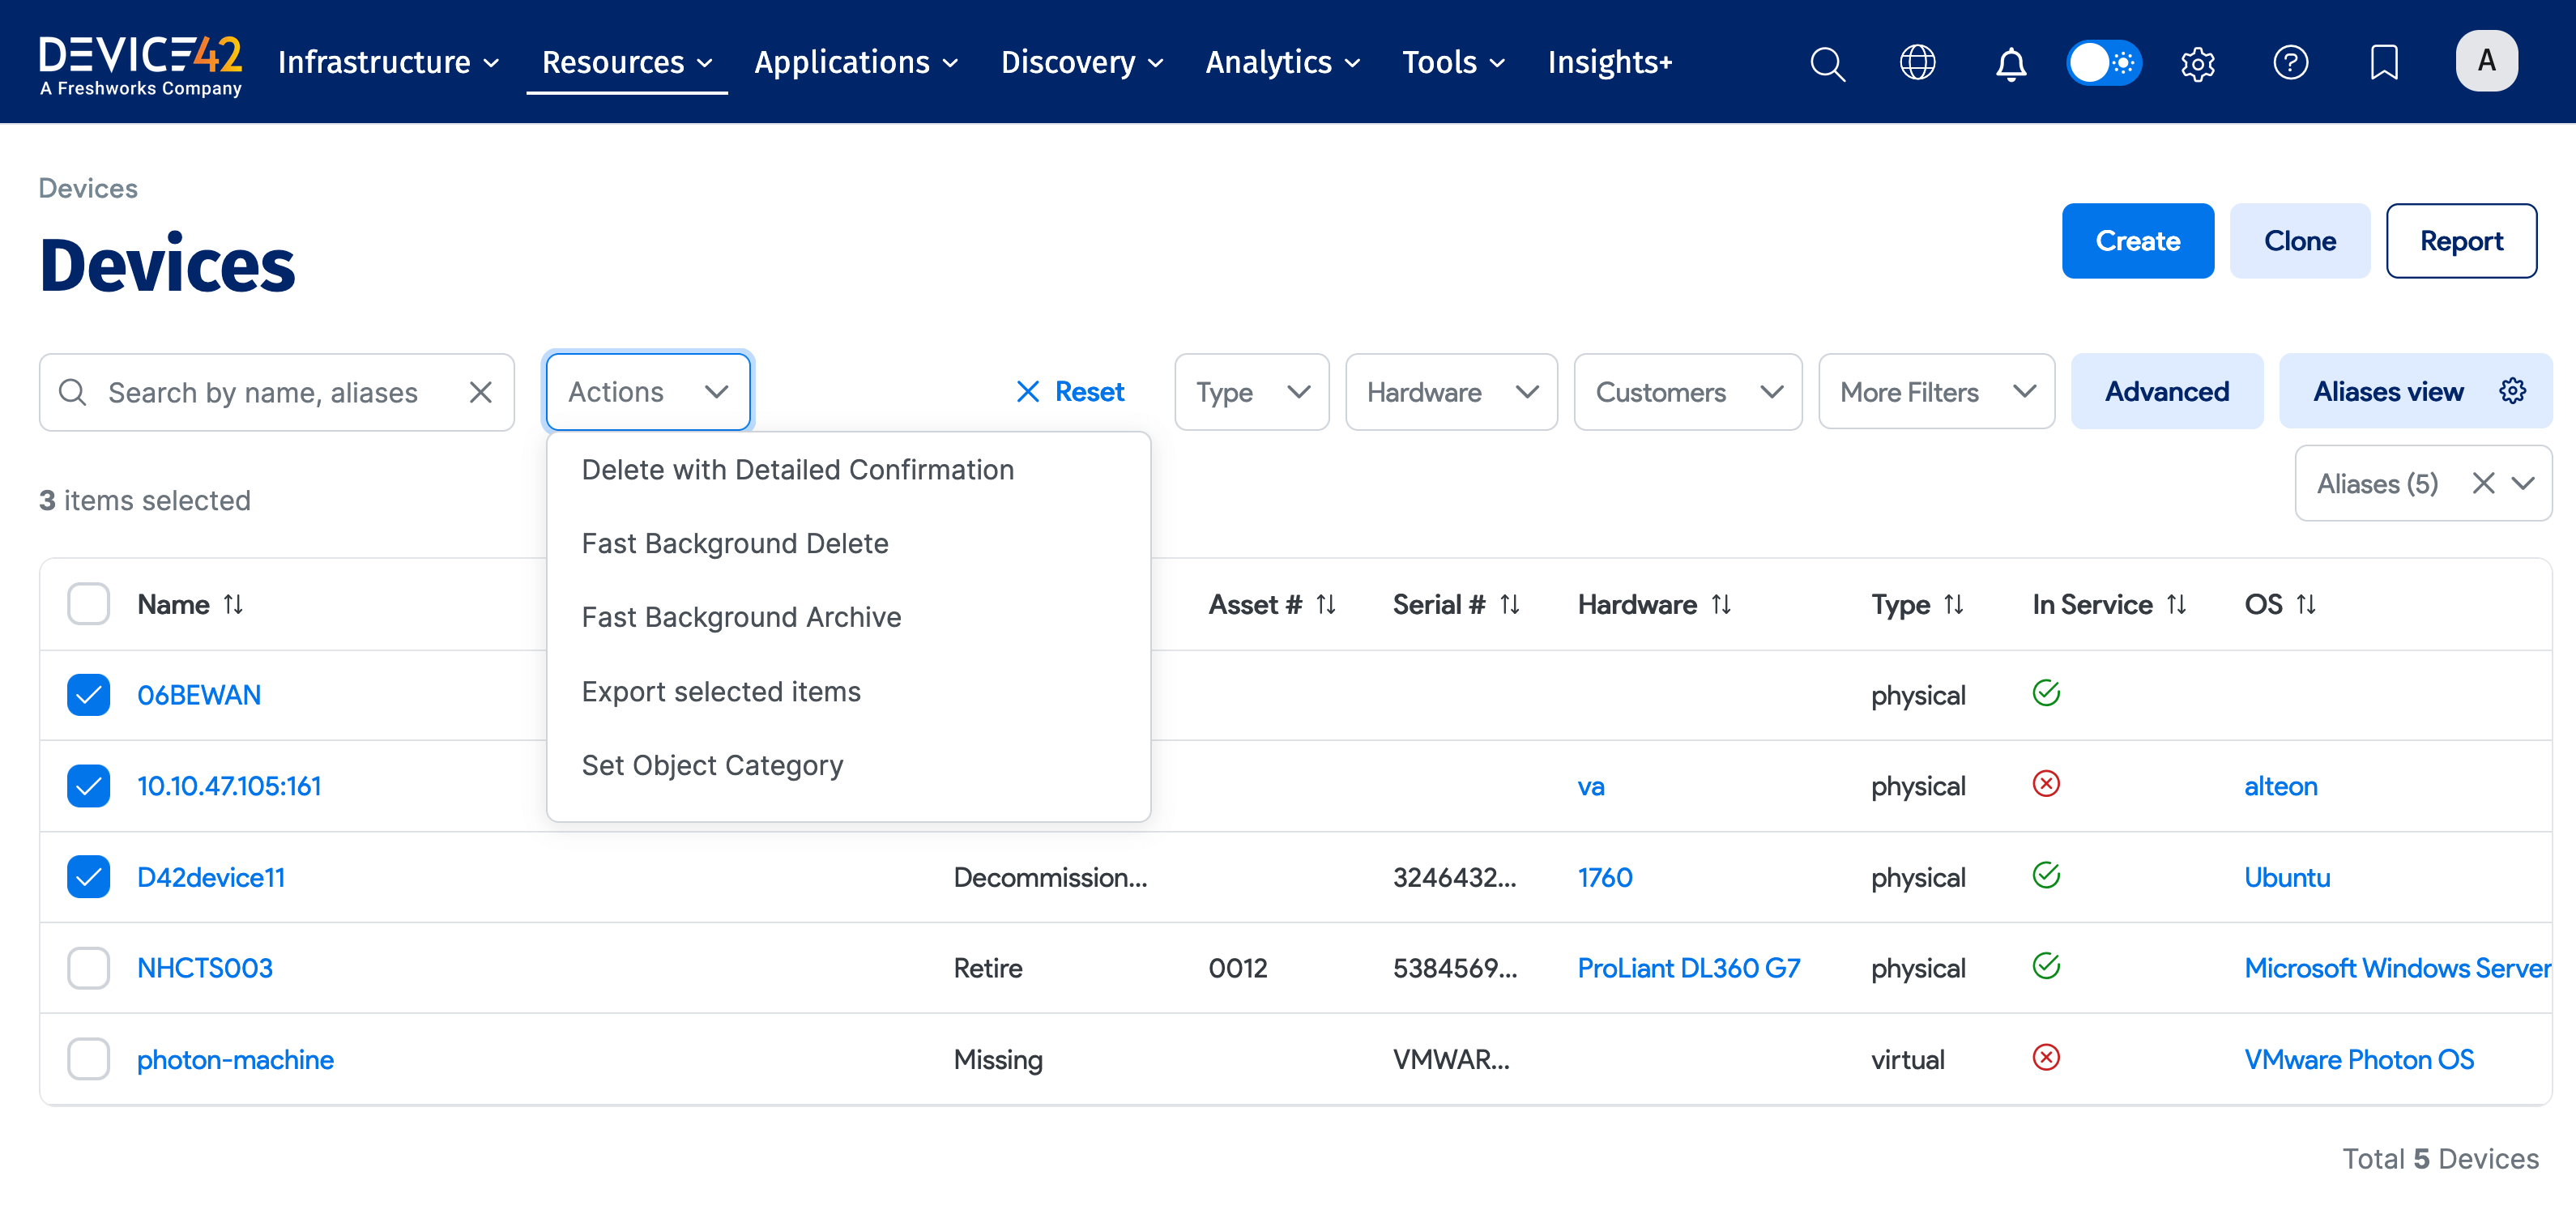 DEVICE42
A Freshworks Company
Infrastructure Resources Applications Discovery Analytics Tools Insights+ A
Devices
Devices
Create Clone Report
Search by name, aliases Actions Reset Type Hardware Customers More Filters Advanced Aliases view
Aliases (5)
3 items selected
Delete with Detailed Confirmation
Fast Background Delete
Fast Background Archive
Export selected items
Set Object Category
Name Asset # Serial # Hardware Type In Service OS
06BEWAN physical
10.10.47.105:161 va physical alteon
D42device11 Decommission... 3246432... 1760 physical Ubuntu
NHCTS003 Retire 0012 5384569... ProLiant DL360 G7 physical Microsoft Windows Server
photon-machine Missing VMWAR... virtual VMware Photon OS
Total 5 Devices